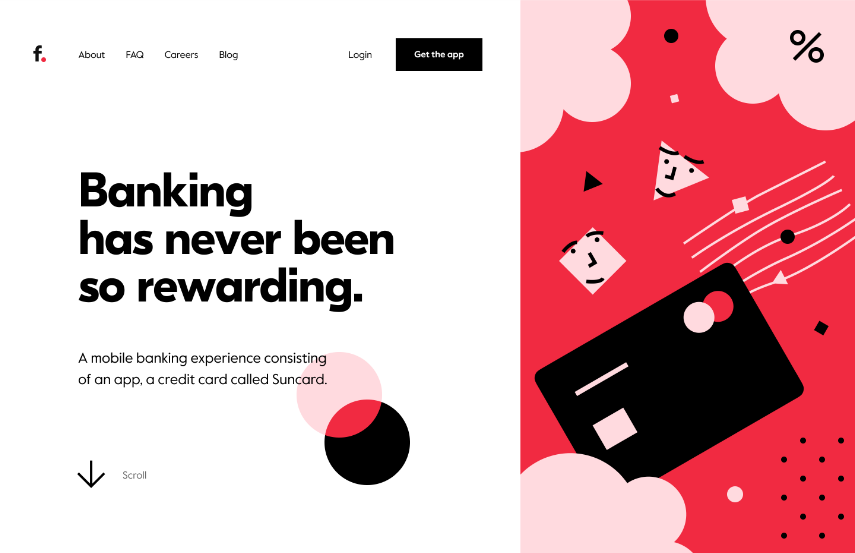 f.
About
FAQ
Careers
Blog
Login
Get the app
%
Banking
has never been
so rewarding.
A mobile banking experience consisting
of an app, a credit card called Suncard.
Scroll